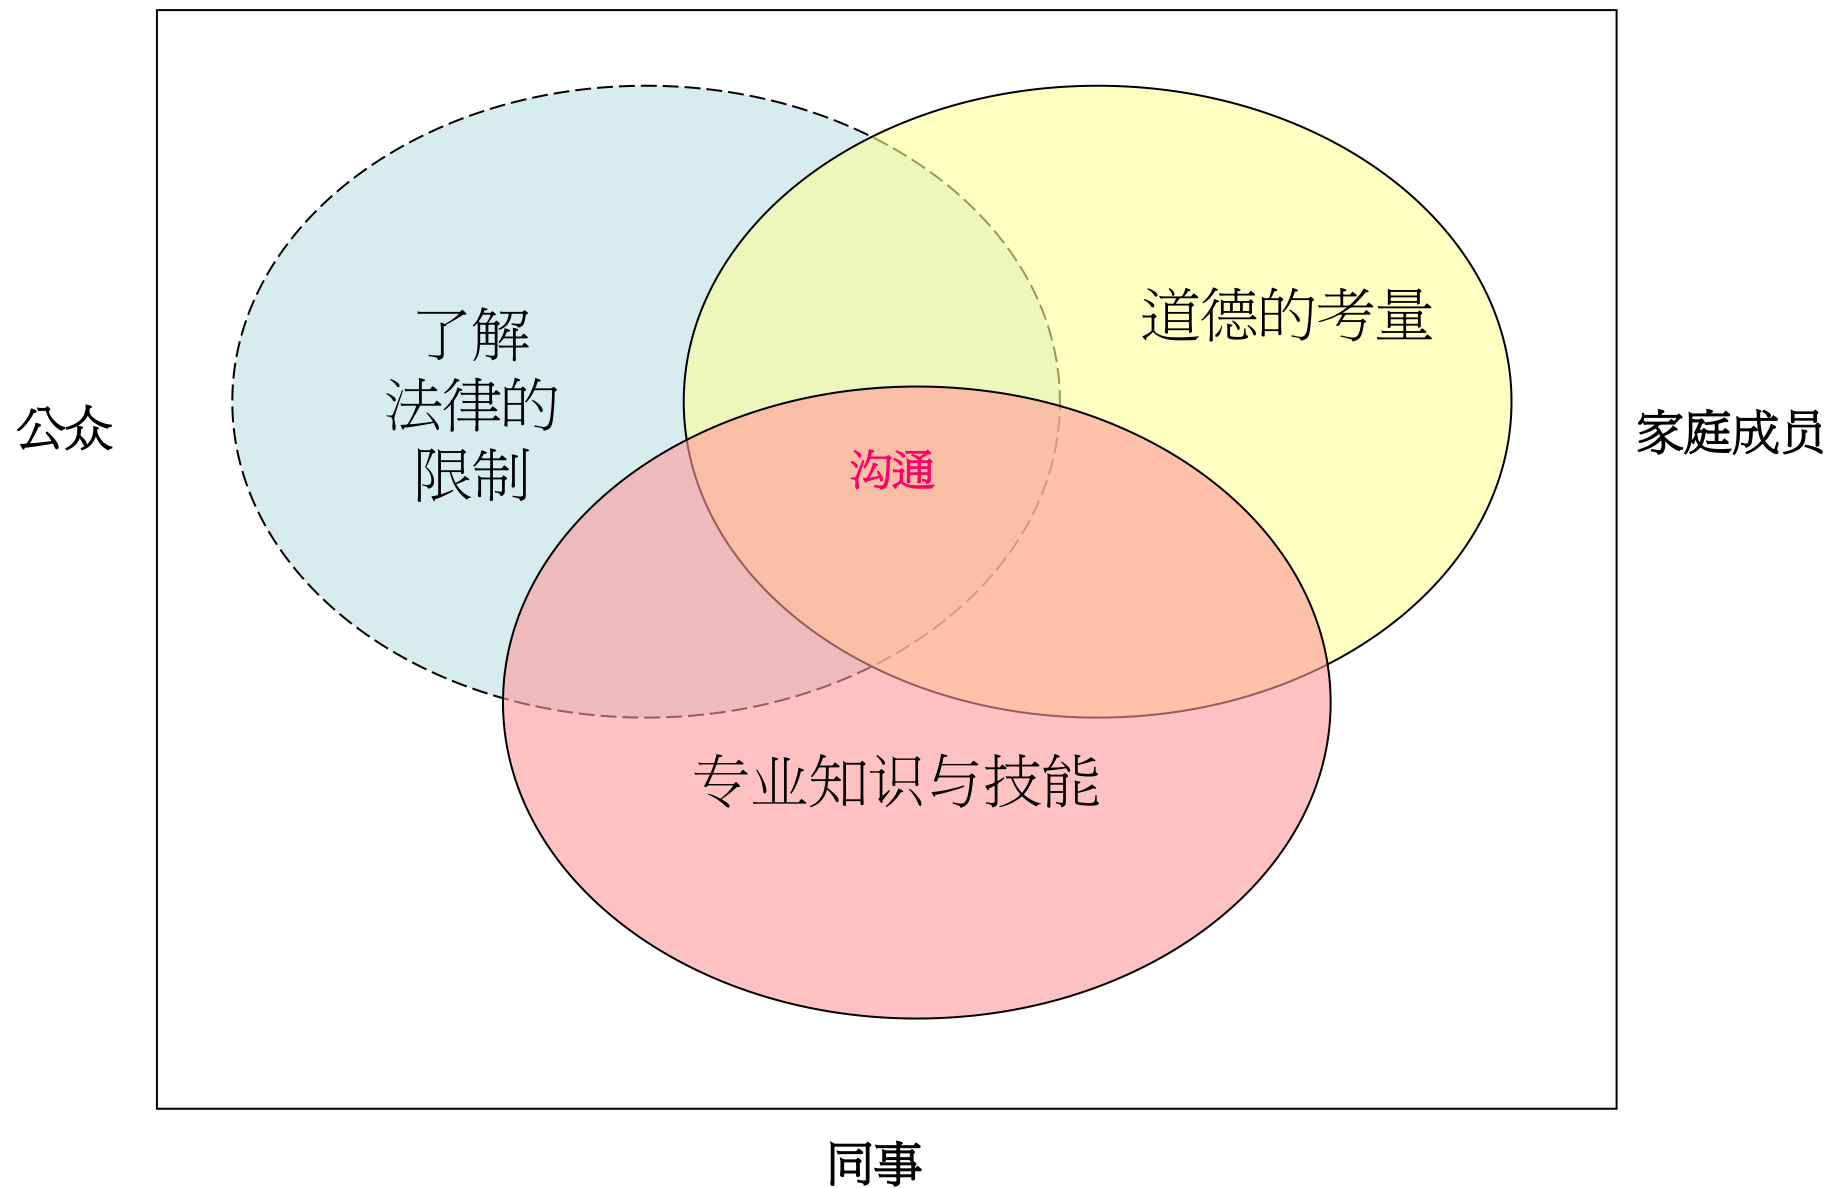 道德的考量
了解
法律的
限制
公众
家庭成员
沟通
专业知识与技能
同事